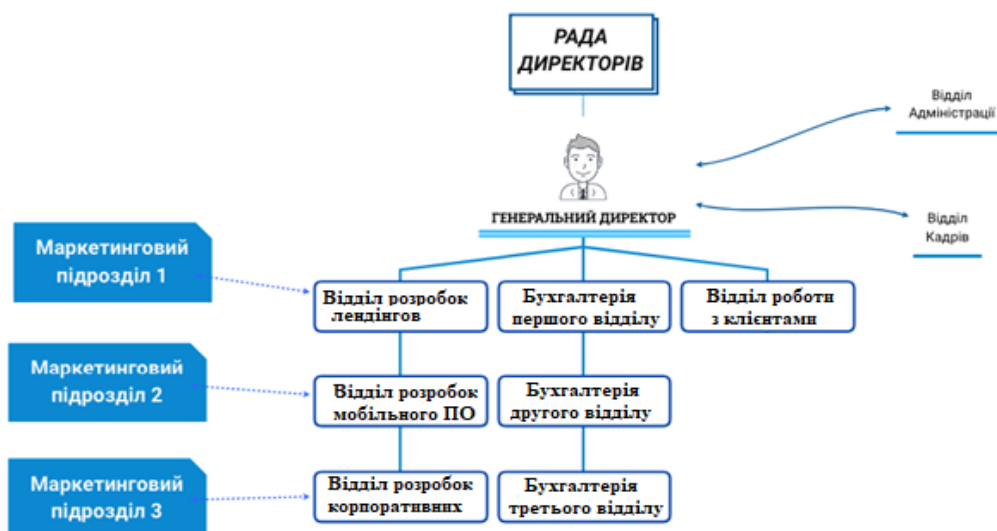 РАДА
ДИРЕКТОРІВ
Відділ
Адміністрації
ГЕНЕРАЛЬНИЙ ДИРЕКТОР
Відділ
Кадрів
Маркетинговий
підрозділ 1
Відділ розробок
лендінгов
Бухгалтерія
першого відділу
Відділ роботи
з клієнтами
Маркетинговий
підрозділ 2
Відділ розробок
мобільного ПО
Бухгалтерія
другого відділу
Маркетинговий
підрозділ 3
Відділ розробок
корпоративних
Бухгалтерія
третього відділу